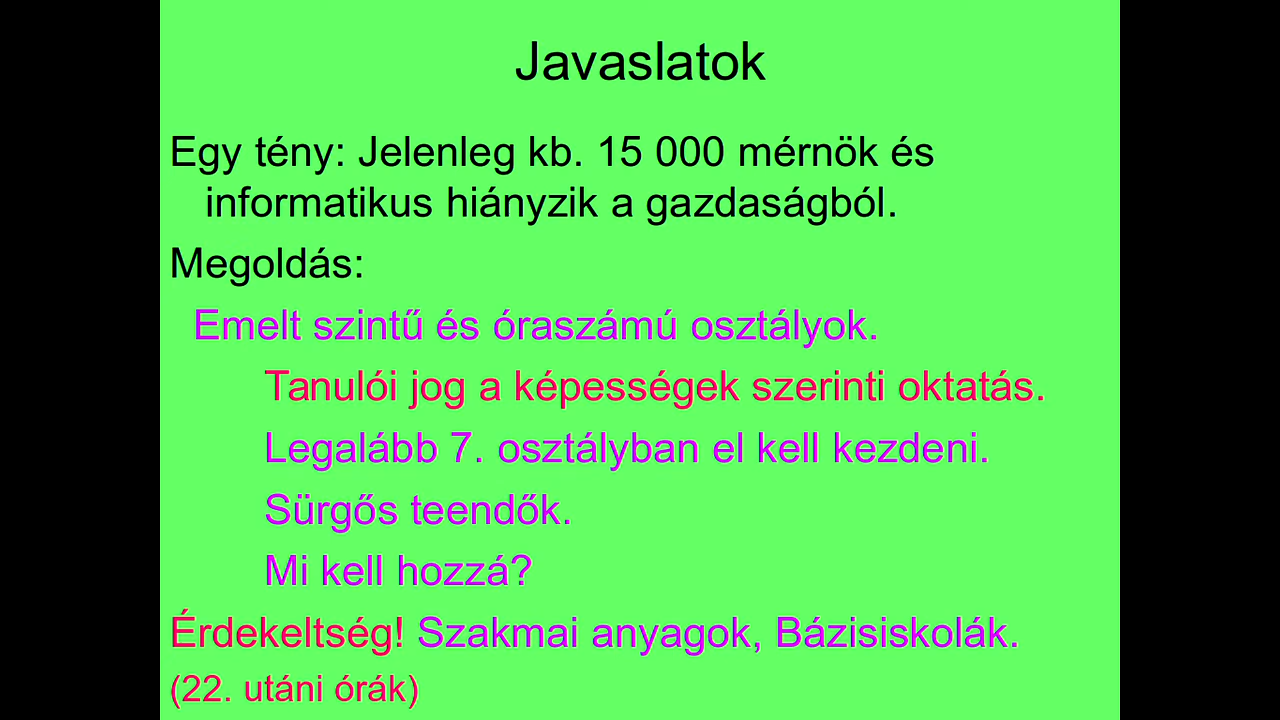 Javaslatok
Egy tény: Jelenleg kb. 15 000 mérnök és
informatikus hiányzik a gazdaságból.
Megoldás:
Emelt szintű és óraszámú osztályok.
Tanulói jog a képességek szerinti oktatás.
Legalább 7. osztályban el kell kezdeni.
Sürgős teendők.
Mi kell hozzá?
Érdekeltség! Szakmai anyagok, Bázisiskolák.
(22. utáni órák)